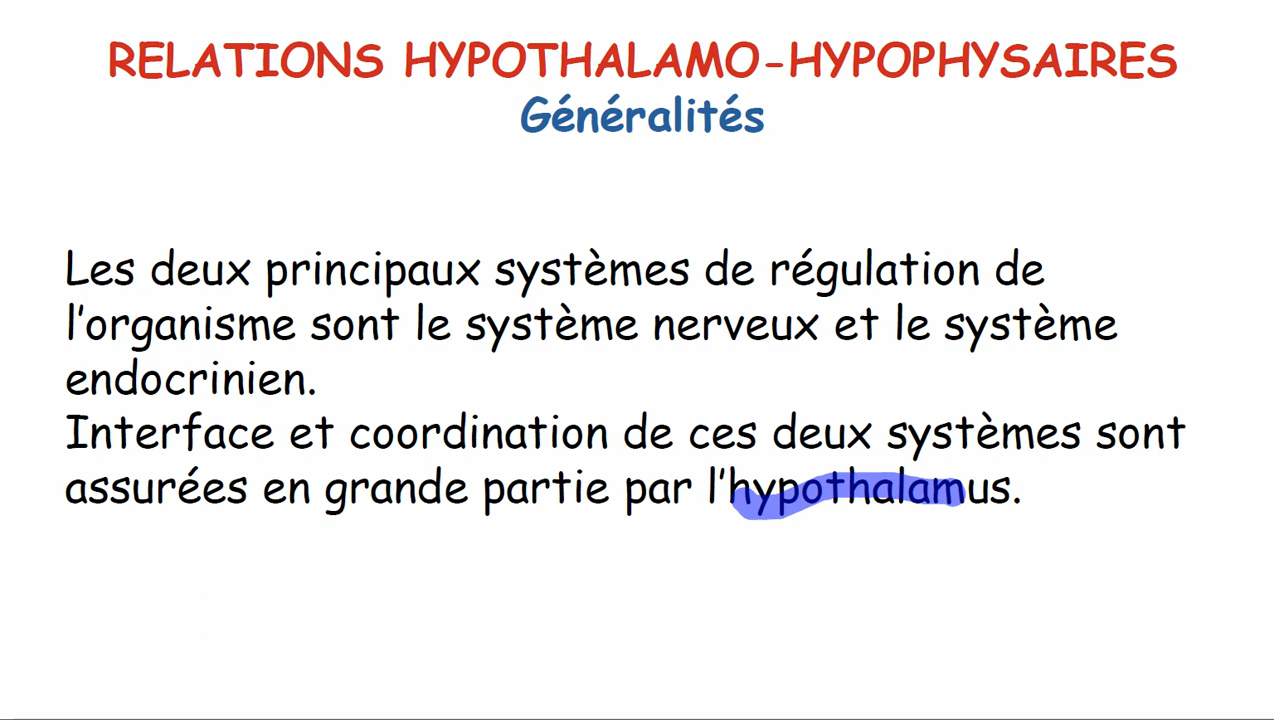 RELATIONS HYPOTHALAMO-HYPOPHYSAIRES
Généralités
Les deux principaux systèmes de régulation de
l'organisme sont le système nerveux et le système
endocrinien.
Interface et coordination de ces deux systèmes sont
assurées en grande partie par l'hypothalamus.